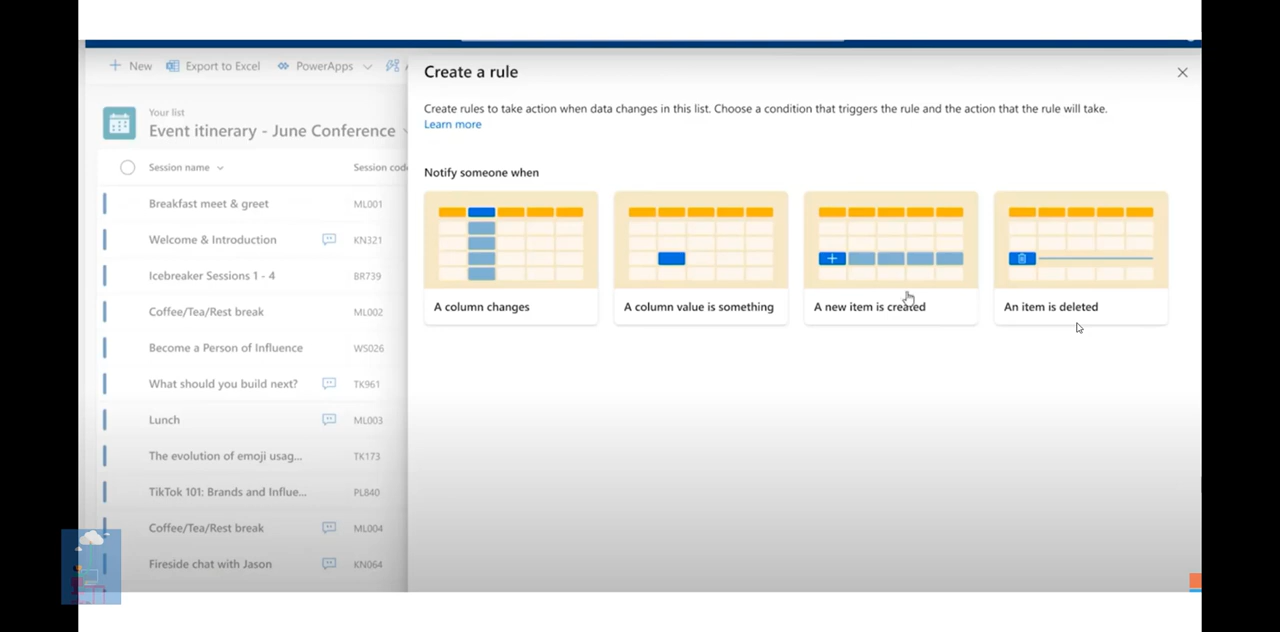 New Export to Excel PowerApps
Create a rule
Create rules to take action when data changes in this list. Choose a condition that triggers the rule and the action that the rule will take.
Learn more
Your list
Event itinerary - June Conference
Session name Session code
Notify someone when
Breakfast meet & greet ML001
Welcome & Introduction KN321
Icebreaker Sessions 1 - 4 BR739
A column changes A column value is something A new item is created An item is deleted
Coffee/Tea/Rest break ML002
Become a Person of Influence WS026
What should you build next? TK961
Lunch ML003
The evolution of emoji usag... TK173
TikTok 101: Brands and Influe... PL840
Coffee/Tea/Rest break ML004
Fireside chat with Jason KN064